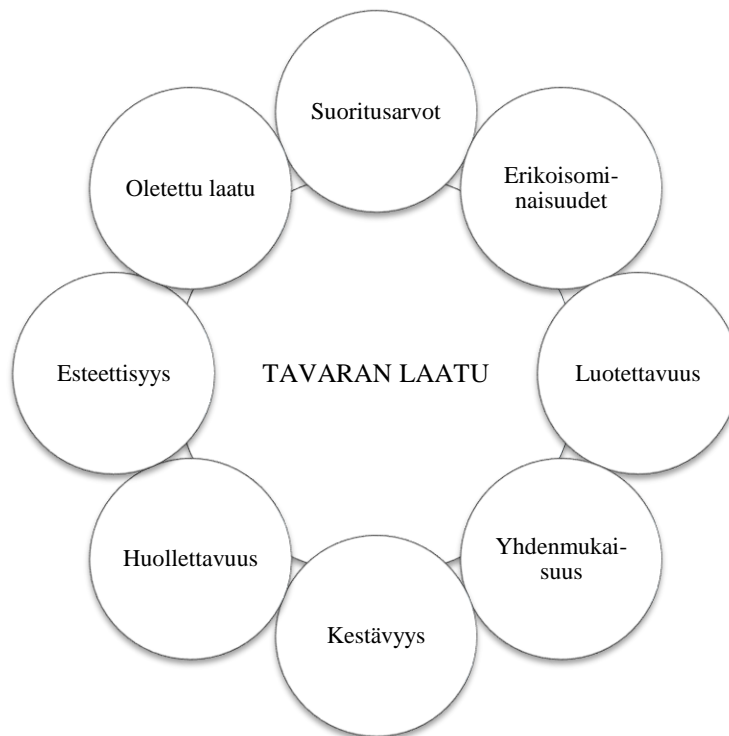 Suoritusarvot
Erikoisomi-
naisuudet
Luotettavuus
Yhdenmukai-
suus
Kestävyys
Huollettavuus
Esteettisyys
Oletettu laatu
TAVARAN LAATU